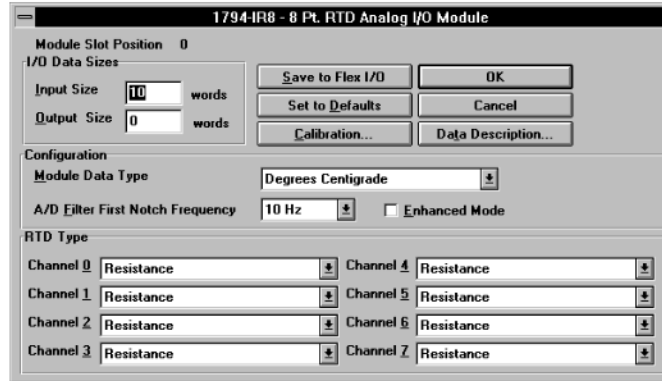 1794-IR8 - 8 Pt. RTD Analog I/O Module
Module Slot Position 0
I/O Data Sizes
Input Size 10 words
Output Size 0 words
Save to Flex I/O
OK
Set to Defaults
Cancel
Calibration...
Data Description...
Configuration
Module Data Type Degrees Centigrade
A/D Filter First Notch Frequency 10 Hz Enhanced Mode
RTD Type
Channel 0 Resistance Channel 4 Resistance
Channel 1 Resistance Channel 5 Resistance
Channel 2 Resistance Channel 6 Resistance
Channel 3 Resistance Channel 7 Resistance